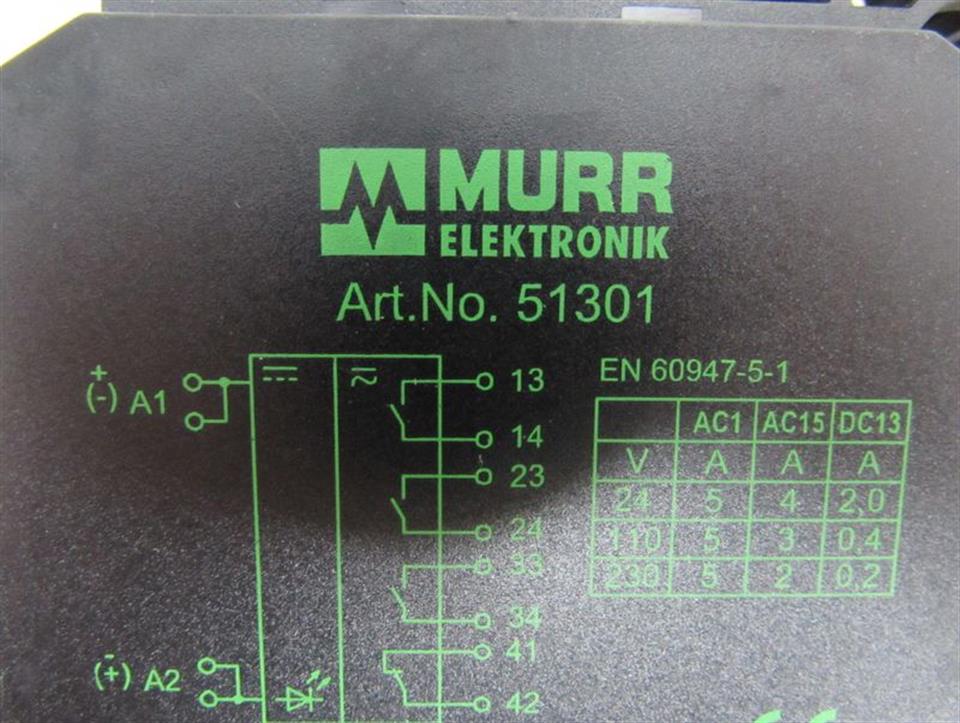 MURR
ELEKTRONIK
Art.No. 51301
+
(-) A1
13
14
23
24
33
34
41
42
-
(+) A2
EN 60947-5-1
AC1 AC15 DC13
V A A A
24 5 4 2,0
110 5 3 0,4
230 5 2 0,2